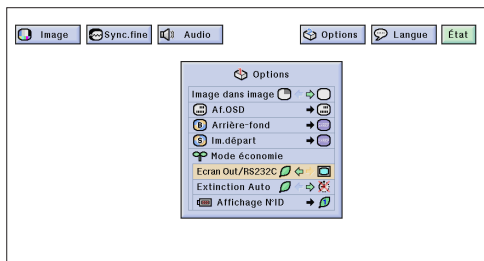 Image Sync.fine Audio Options Langue État
Options
Image dans image
Af.OSD
B Arrière-fond
S Im.départ
Mode économie
Ecran Out/RS232C
Extinction Auto
Affichage N°ID